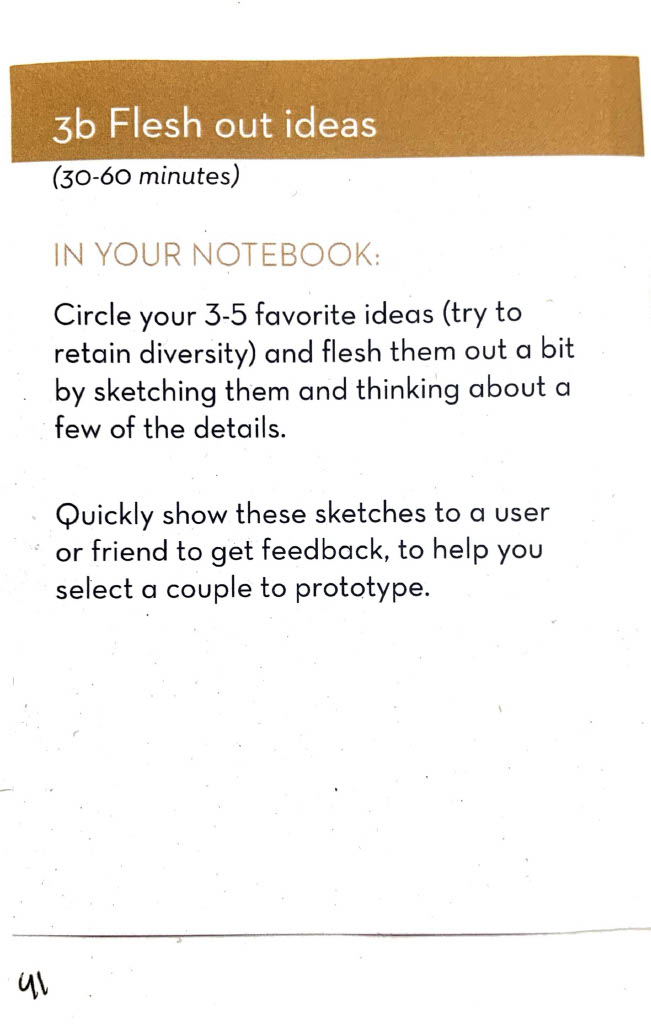 3b Flesh out ideas
(30-60 minutes)
IN YOUR NOTEBOOK:
Circle your 3-5 favorite ideas (try to
retain diversity) and flesh them out a bit
by sketching them and thinking about a
few of the details.
Quickly show these sketches to a user
or friend to get feedback, to help you
select a couple to prototype.